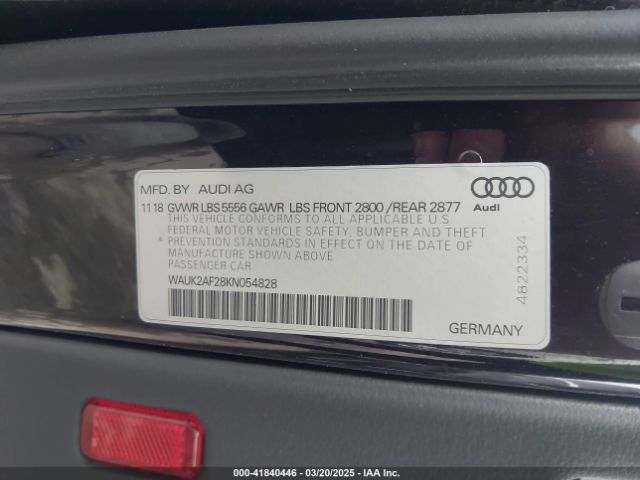 MFD. BY AUDI AG
11 18 GVWR LBS 5556 GAWR LBS FRONT 2800 /REAR 2877
THIS VEHICLE CONFORMS TO ALL APPLICABLE U S
FEDERAL MOTOR VEHICLE SAFETY, BUMPER AND THEFT
* PREVENTION STANDARDS IN EFFECT ON THE DATE OF
MANUFACTURE SHOWN ABOVE
PASSENGER CAR
WAUK2AF28KN054828
GERMANY
Audi
4822334
000-41840446 - 03/20/2025 - IAA Inc.